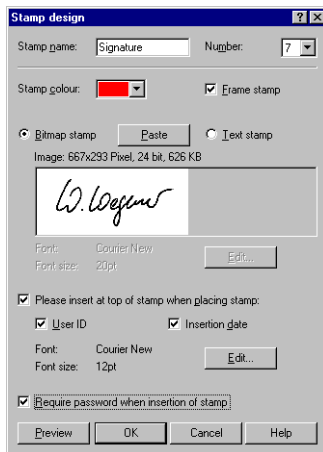 Stamp design
Stamp name: Signature Number: 7
Stamp colour: Frame stamp
Bitmap stamp Paste Text stamp
Image: 667x293 Pixel, 24 bit, 626 KB
W. Wegener
Font: Courier New
Font size: 20pt Edit...
Please insert at top of stamp when placing stamp:
User ID Insertion date
Font: Courier New
Font size: 12pt Edit...
Require password when insertion of stamp
Preview OK Cancel Help